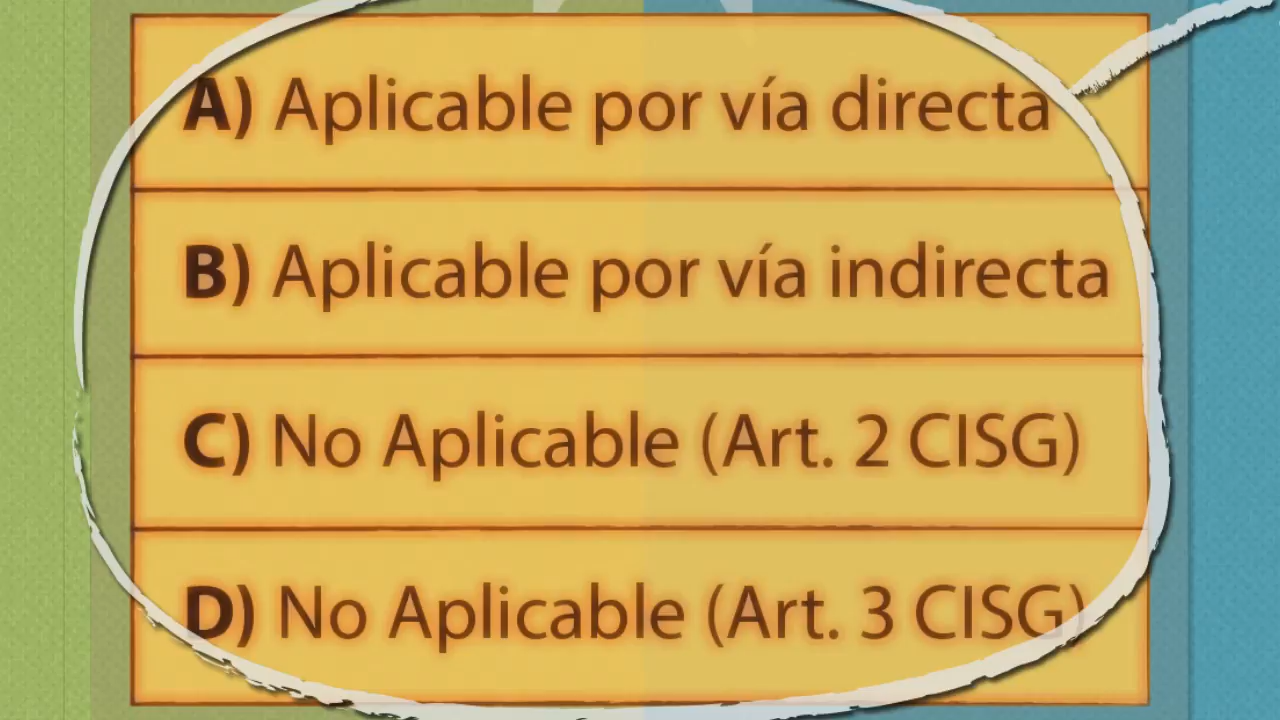 A) Aplicable por vía directa
B) Aplicable por vía indirecta
C) No Aplicable (Art. 2 CISG)
D) No Aplicable (Art. 3 CISG)